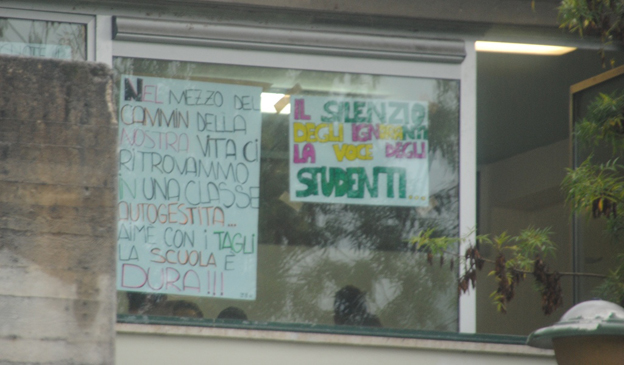 NEL MEZZO DEL
CAMMIN DELLA
NOSTRA VITA CI
RITROVAMMO
IN UNA CLASSE
AUTOGESTITA...
AIMÈ CON i TAGLI
LA SCUOLA È
DURA!!!
IL SILENZIO
DEGLI IGNORANTI
LA VOCE DEGLI
STUDENTI